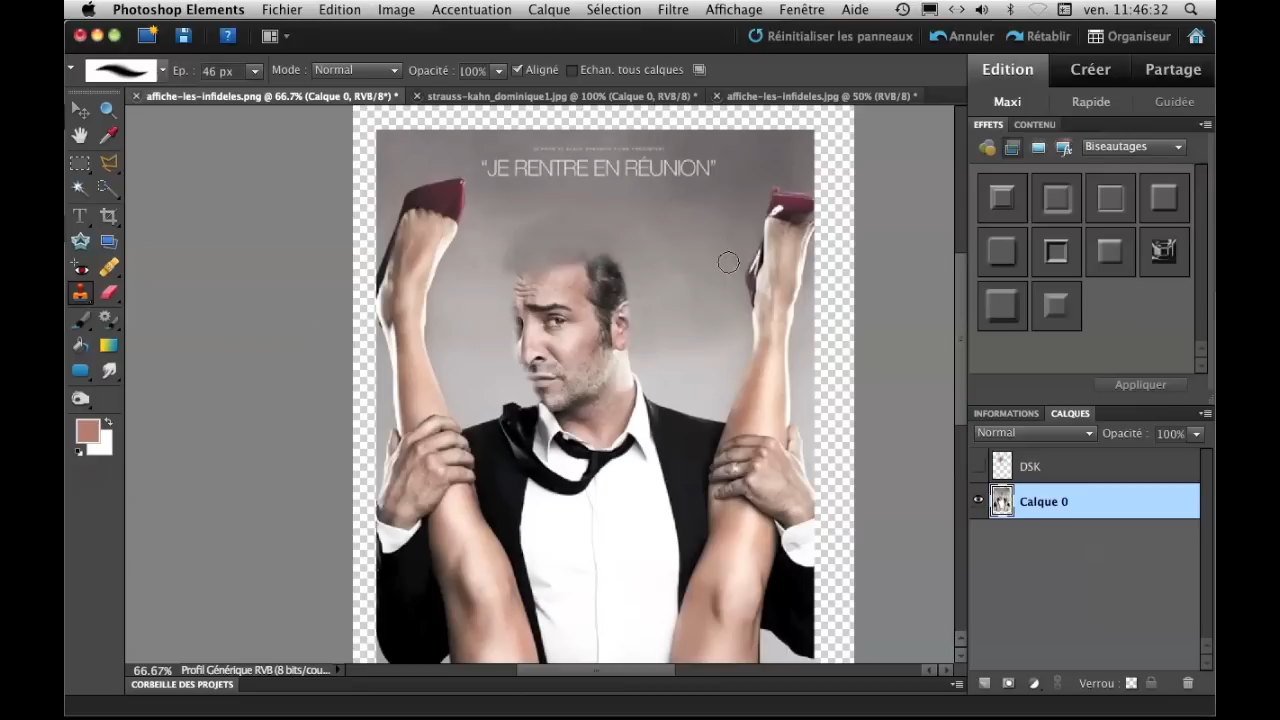 Photoshop Elements Fichier Edition Image Accentuation Calque Sélection Filtre Affichage Fenêtre Aide ven. 11:46:32
Réinitialiser les panneaux Annuler Rétablir Organiseur
Ep. : 46 px Mode : Normal Opacité : 100% Aligné Echan. tous calques
Edition Créer Partage
affiche-les-infideles.png @ 66.7% (Calque 0, RVB/8*) * strauss-kahn_dominique1.jpg @ 100% (Calque 0, RVB/8) * affiche-les-infideles.jpg @ 50% (RVB/8) *
Maxi Rapide Guidée
EFFETS CONTENU
Biseautages
“JE RENTRE EN RÉUNION”
Appliquer
INFORMATIONS CALQUES
Normal Opacité : 100%
DSK
Calque 0
66.67% Profil Générique RVB (8 bits/cou...
Verrou :
CORBEILLE DES PROJETS